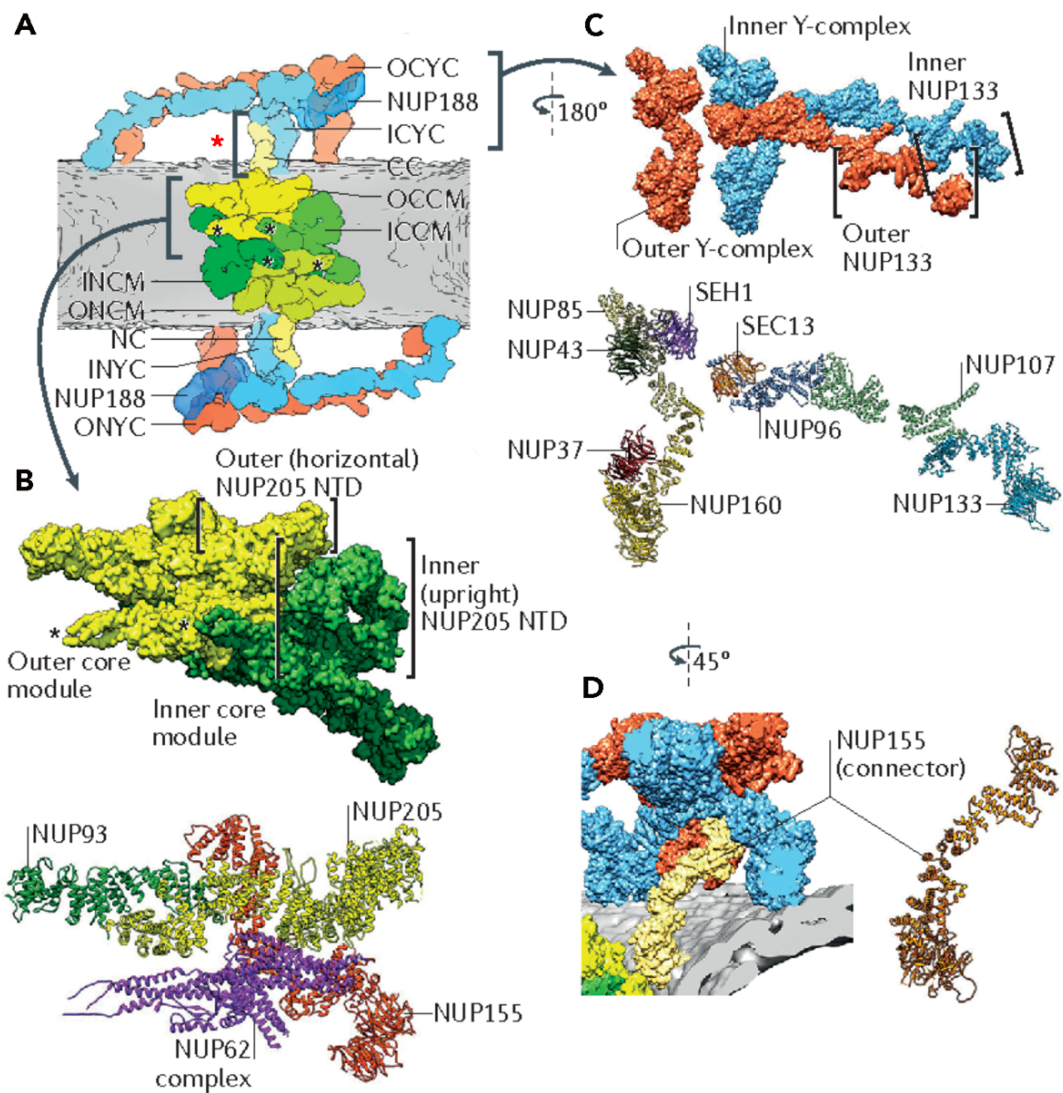 A
OCYC
NUP188
ICYC
CC
OCCM
ICCM
INCM
ONCM
NC
INYC
NUP188
ONYC
*
*
*
*
*
180°
C
Inner Y-complex
Inner
NUP133
Outer Y-complex
Outer
NUP133
NUP85
SEH1
NUP43
SEC13
NUP107
NUP96
NUP37
NUP160
NUP133
B
Outer (horizontal)
NUP205 NTD
Inner
(upright)
NUP205 NTD
*
*
Outer core
module
Inner core
module
NUP93
NUP205
NUP155
NUP62
complex
45°
D
NUP155
(connector)